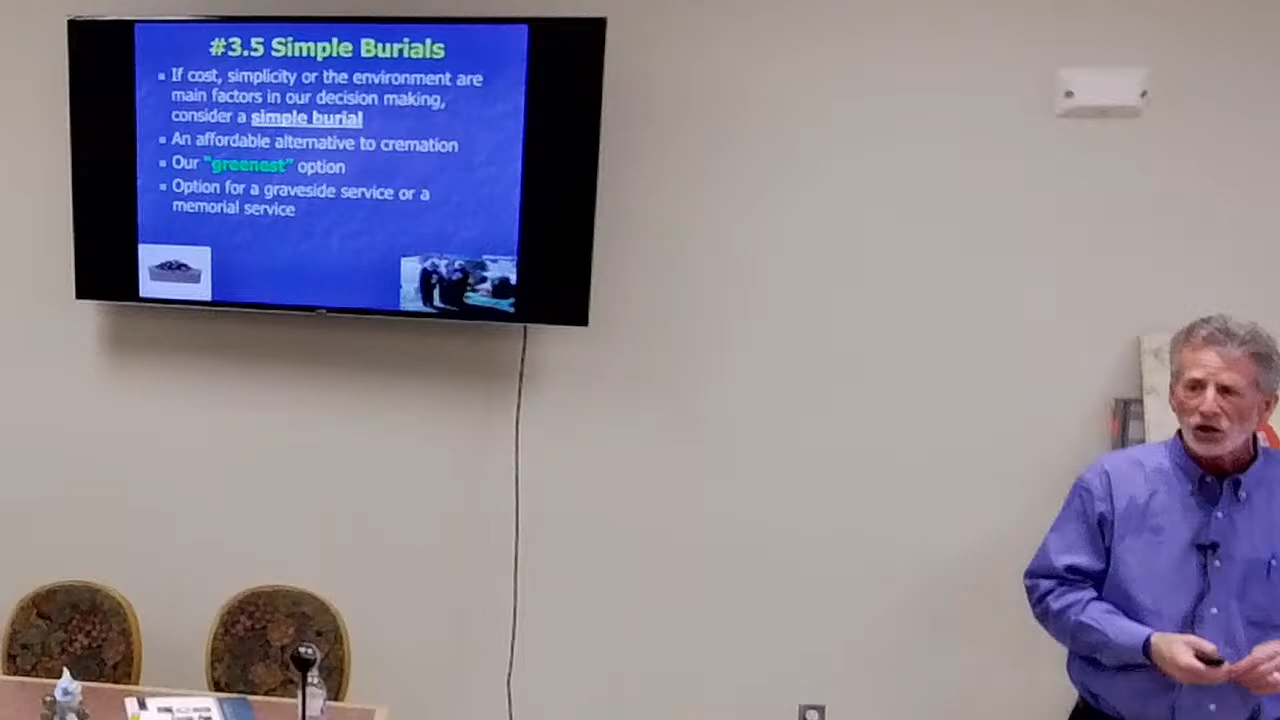 #3.5 Simple Burials
▪ If cost, simplicity or the environment are
main factors in our decision making,
consider a simple burial
▪ An affordable alternative to cremation
▪ Our "greenest" option
▪ Option for a graveside service or a
memorial service